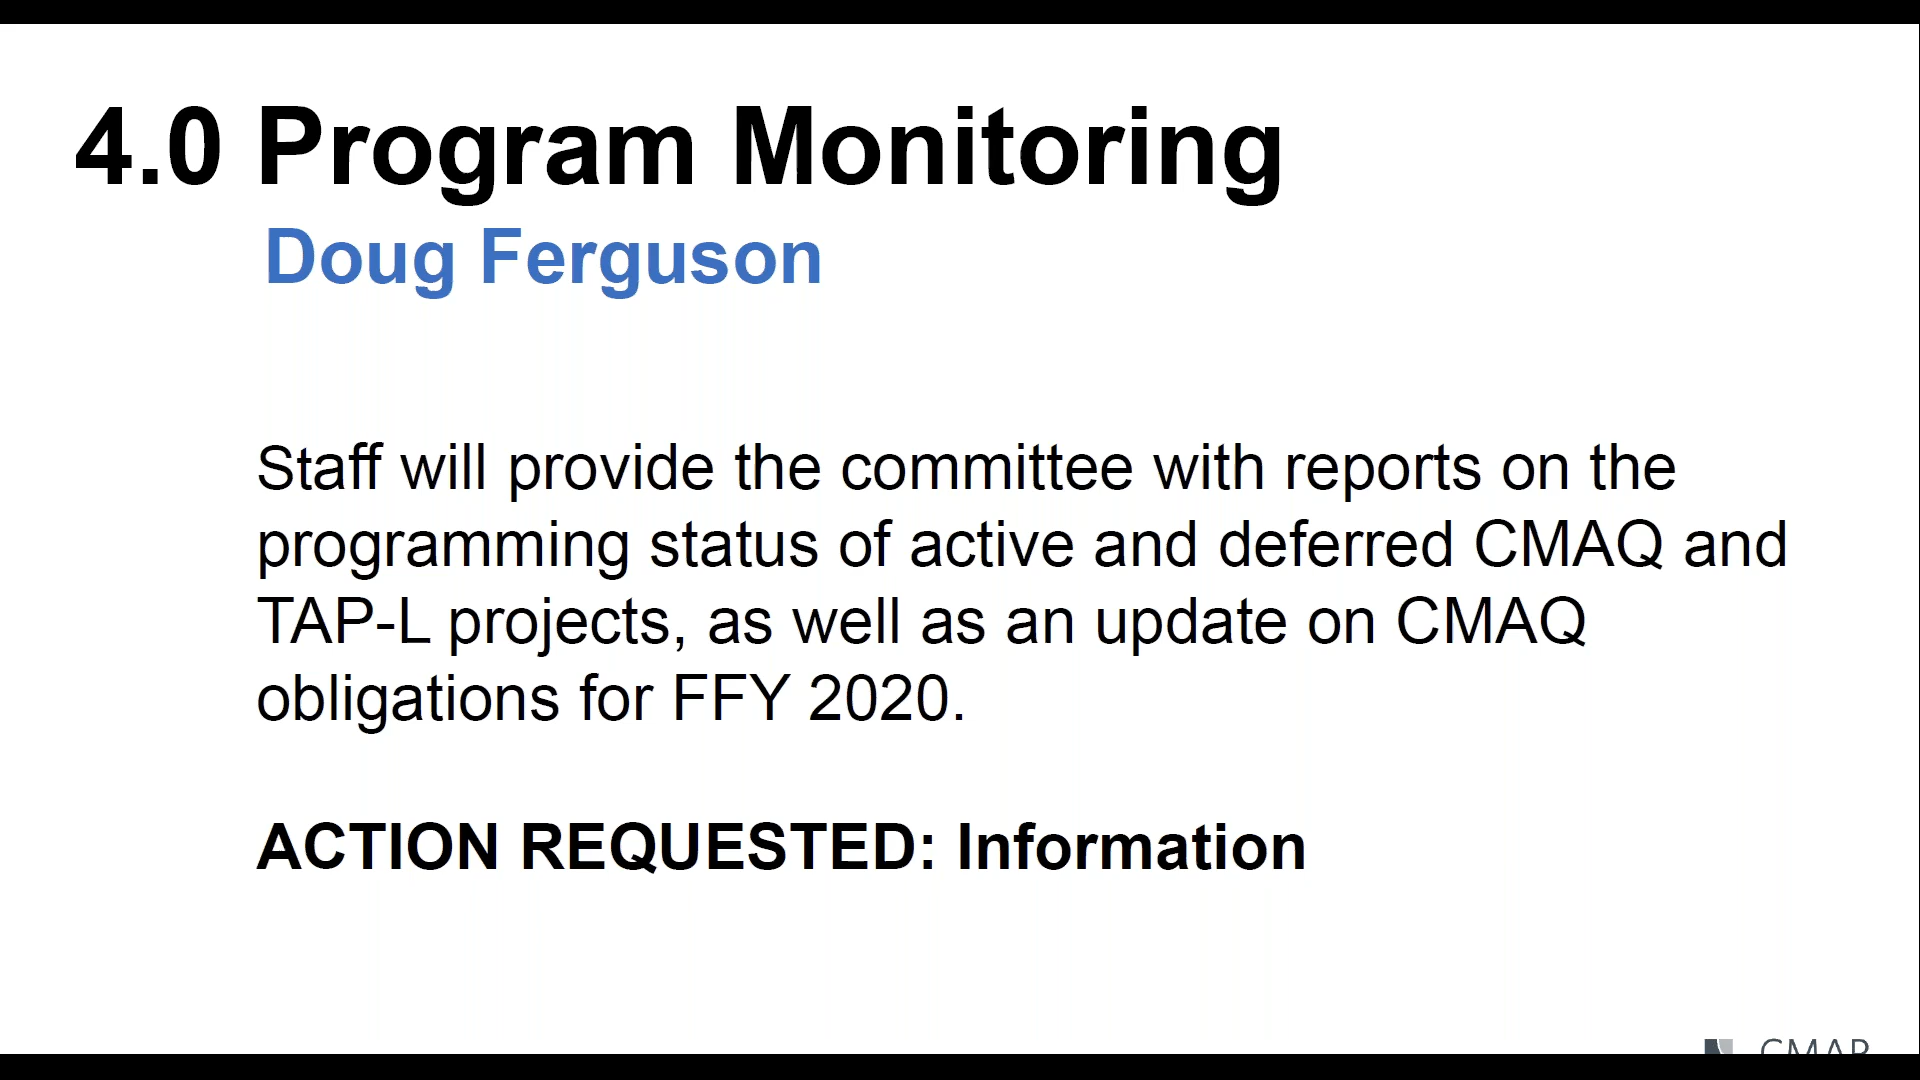 4.0 Program Monitoring
Doug Ferguson
Staff will provide the committee with reports on the
programming status of active and deferred CMAQ and
TAP-L projects, as well as an update on CMAQ
obligations for FFY 2020.
ACTION REQUESTED: Information
CMAP